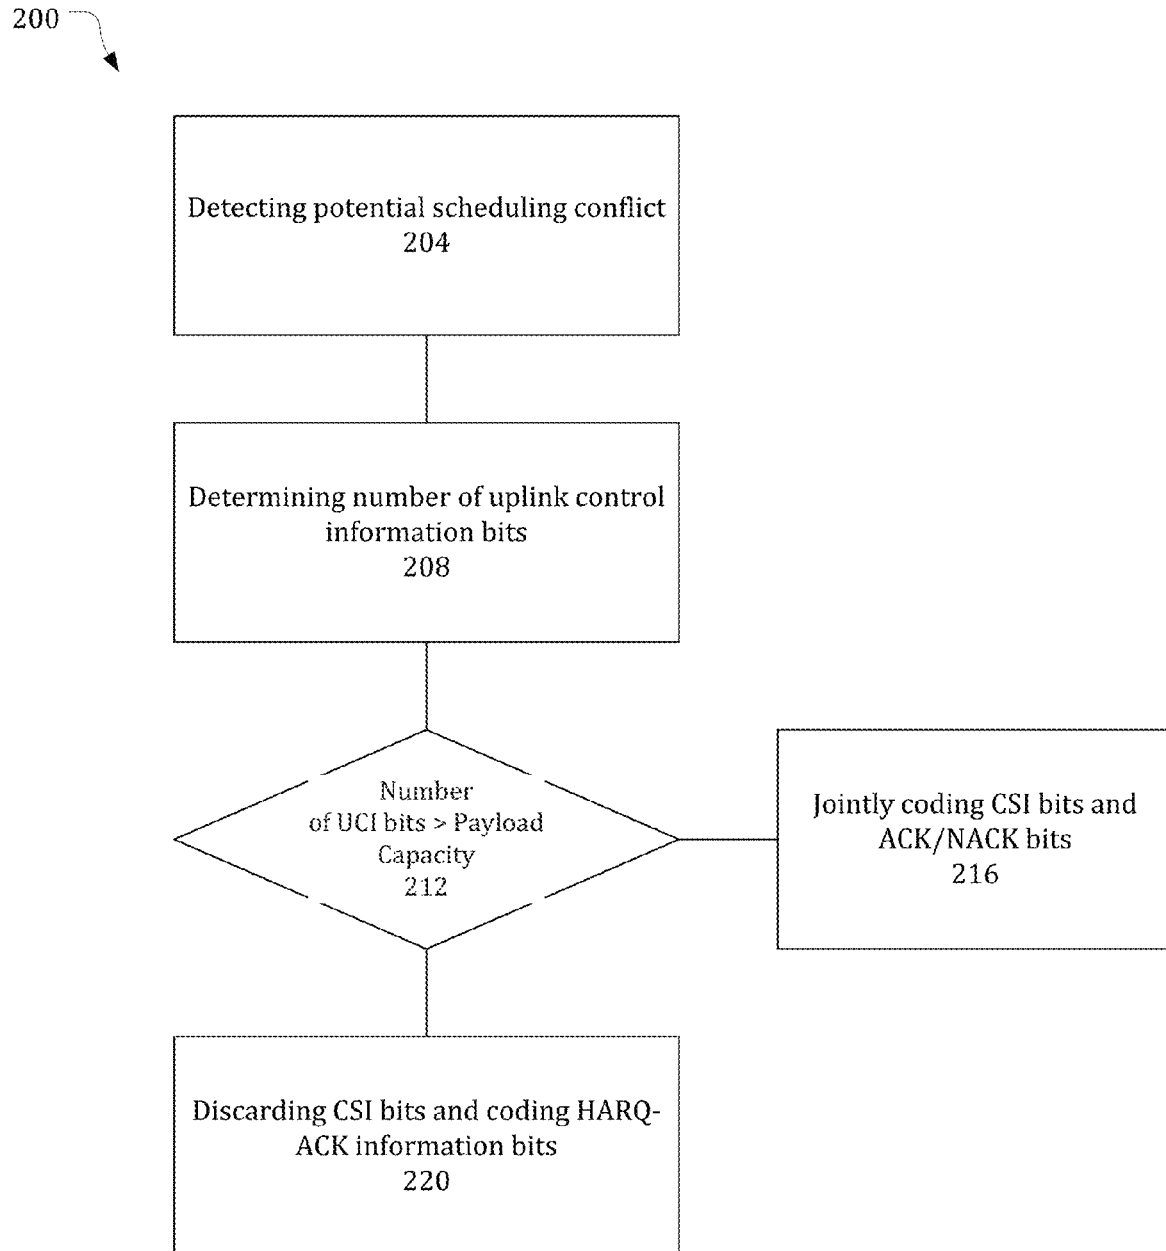 200
Detecting potential scheduling conflict
204
Determining number of uplink control
information bits
208
Number
of UCI bits > Payload
Capacity
212
Jointly coding CSI bits and
ACK/NACK bits
216
Discarding CSI bits and coding HARQ-
ACK information bits
220